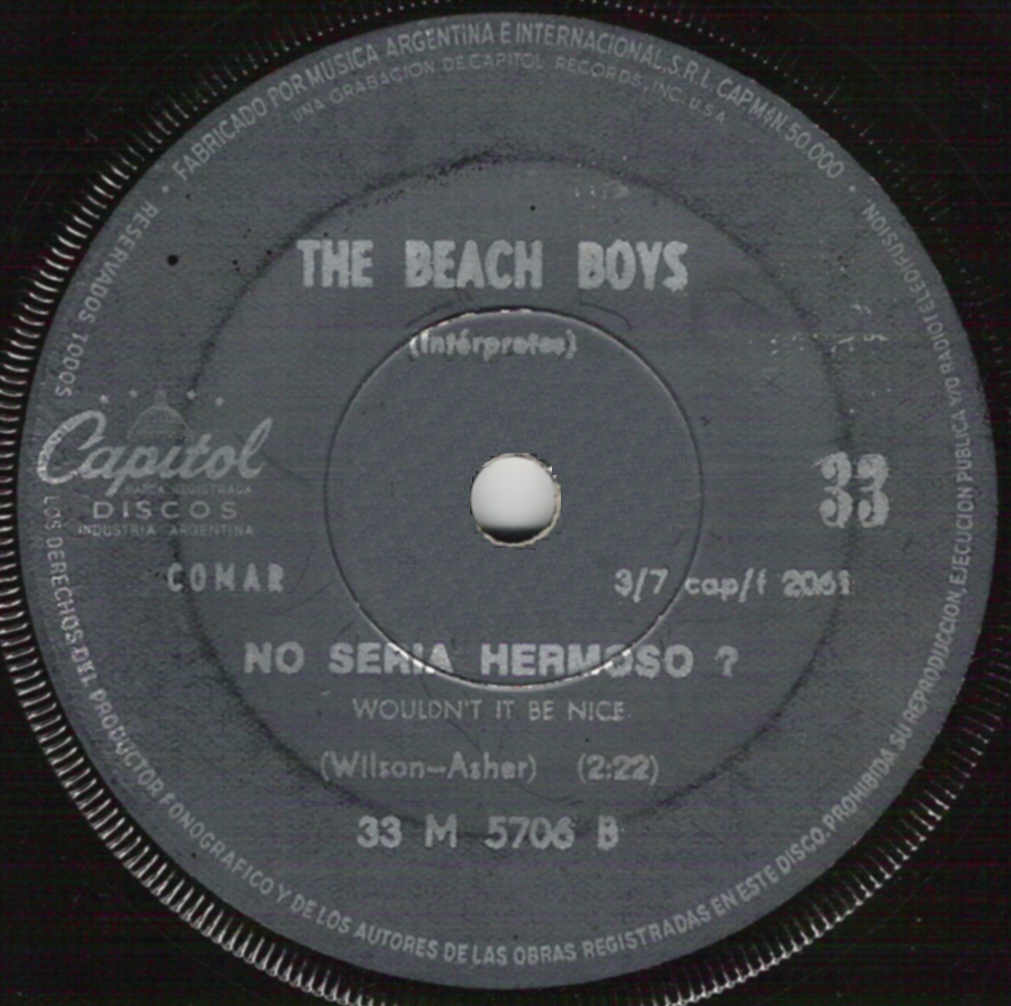 FABRICADO POR MUSICA ARGENTINA E INTERNACIONAL, S.R.L. CAP. M$N. 50.000
UNA GRABACION DE CAPITOL RECORDS, INC. U.S.A.
THE BEACH BOYS
(Intérpretes)
Capitol
MARCA REGISTRADA
DISCOS
INDUSTRIA ARGENTINA
33
COMAR
3/7 cap/f 2061
NO SERIA HERMOSO ?
WOULDN'T IT BE NICE
(Wilson-Asher) (2:22)
33 M 5706 B
RESERVADOS TODOS LOS DERECHOS DEL PRODUCTOR FONOGRAFICO Y DE LOS AUTORES DE LAS OBRAS REGISTRADAS EN ESTE DISCO, PROHIBIDA SU REPRODUCCION, EJECUCION PUBLICA Y/O RADIOTELEDIFUSION.